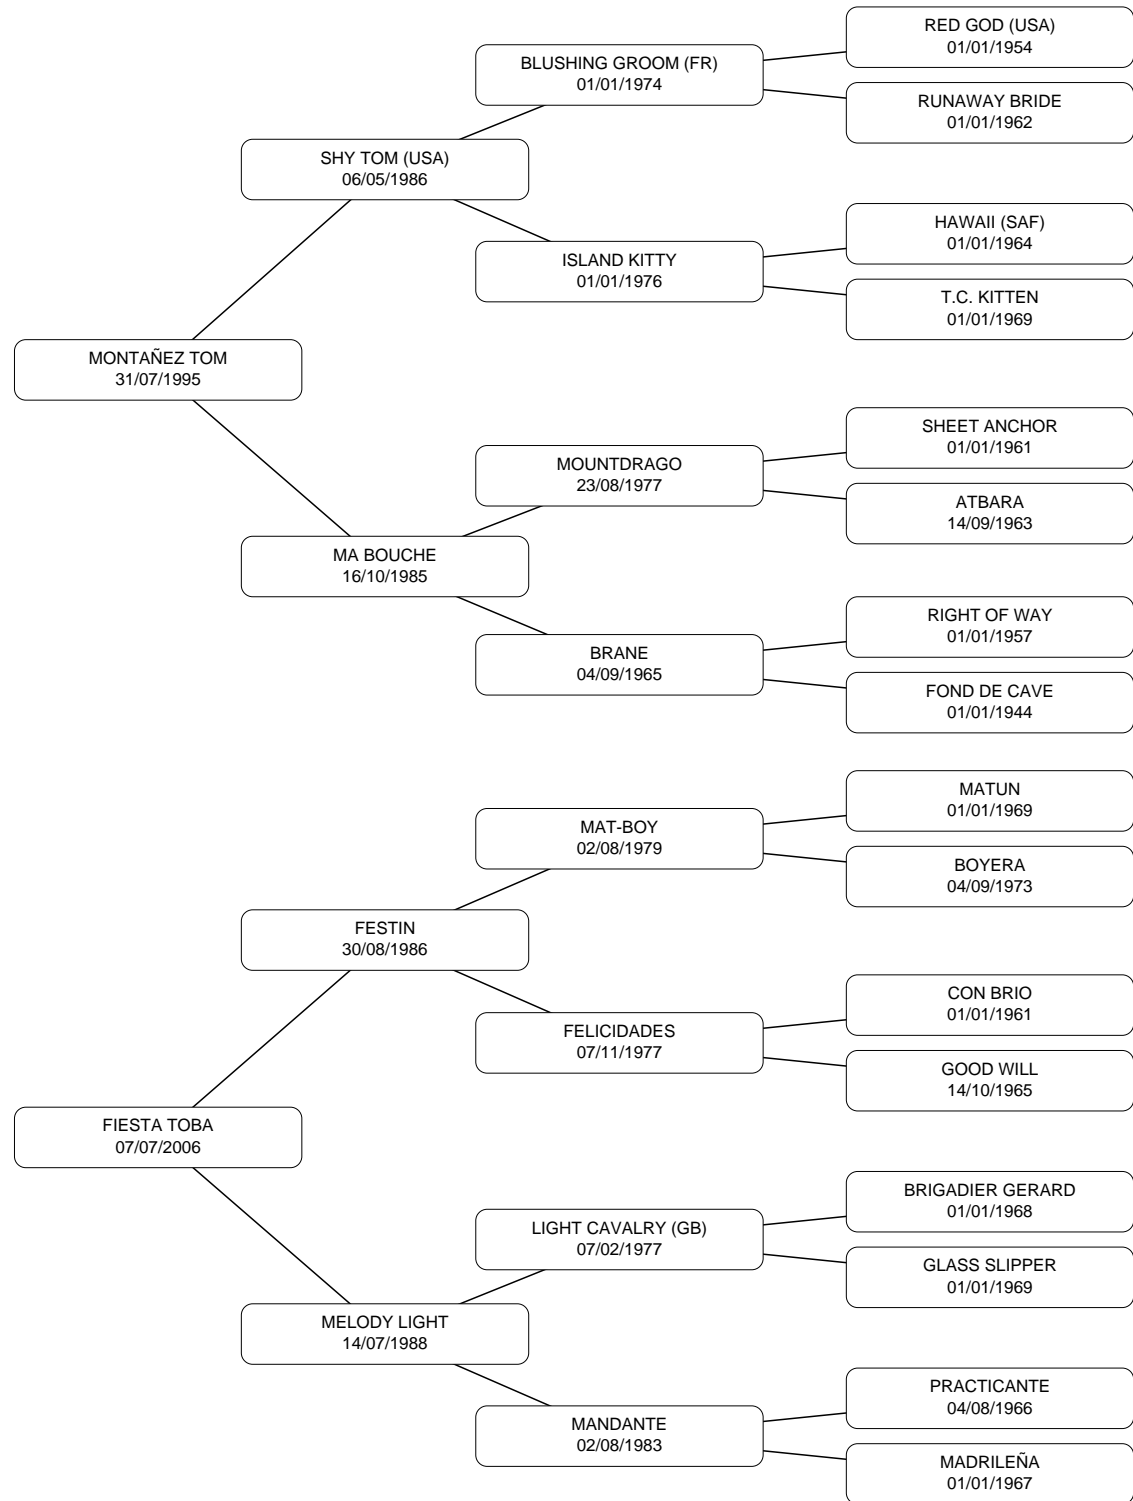 RED GOD (USA)
01/01/1954
BLUSHING GROOM (FR)
01/01/1974
RUNAWAY BRIDE
01/01/1962
SHY TOM (USA)
06/05/1986
HAWAII (SAF)
01/01/1964
ISLAND KITTY
01/01/1976
T.C. KITTEN
01/01/1969
MONTAÑEZ TOM
31/07/1995
SHEET ANCHOR
01/01/1961
MOUNTDRAGO
23/08/1977
ATBARA
14/09/1963
MA BOUCHE
16/10/1985
RIGHT OF WAY
01/01/1957
BRANE
04/09/1965
FOND DE CAVE
01/01/1944
MATUN
01/01/1969
MAT-BOY
02/08/1979
BOYERA
04/09/1973
FESTIN
30/08/1986
CON BRIO
01/01/1961
FELICIDADES
07/11/1977
GOOD WILL
14/10/1965
FIESTA TOBA
07/07/2006
BRIGADIER GERARD
01/01/1968
LIGHT CAVALRY (GB)
07/02/1977
GLASS SLIPPER
01/01/1969
MELODY LIGHT
14/07/1988
PRACTICANTE
04/08/1966
MANDANTE
02/08/1983
MADRILEÑA
01/01/1967